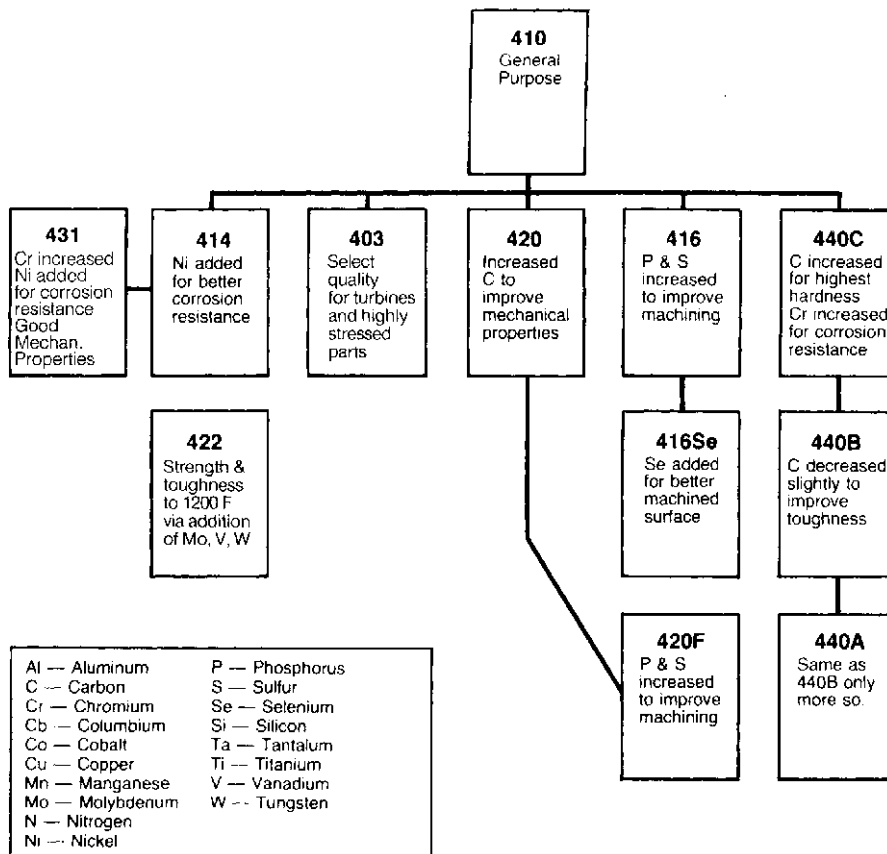 410
General
Purpose
431
Cr increased
Ni added
for corrosion
resistance
Good
Mechan.
Properties
414
Ni added
for better
corrosion
resistance
403
Select
quality
for turbines
and highly
stressed
parts
420
Increased
C to
improve
mechanical
properties
416
P & S
increased
to improve
machining
440C
C increased
for highest
hardness
Cr increased
for corrosion
resistance
422
Strength &
toughness
to 1200 F
via addition
of Mo, V, W
416Se
Se added
for better
machined
surface
440B
C decreased
slightly to
improve
toughness
420F
P & S
increased
to improve
machining
440A
Same as
440B only
more so.
Al — Aluminum
C — Carbon
Cr — Chromium
Cb — Columbium
Co — Cobalt
Cu — Copper
Mn — Manganese
Mo — Molybdenum
N — Nitrogen
Ni — Nickel
P — Phosphorus
S — Sulfur
Se — Selenium
Si — Silicon
Ta — Tantalum
Ti — Titanium
V — Vanadium
W — Tungsten